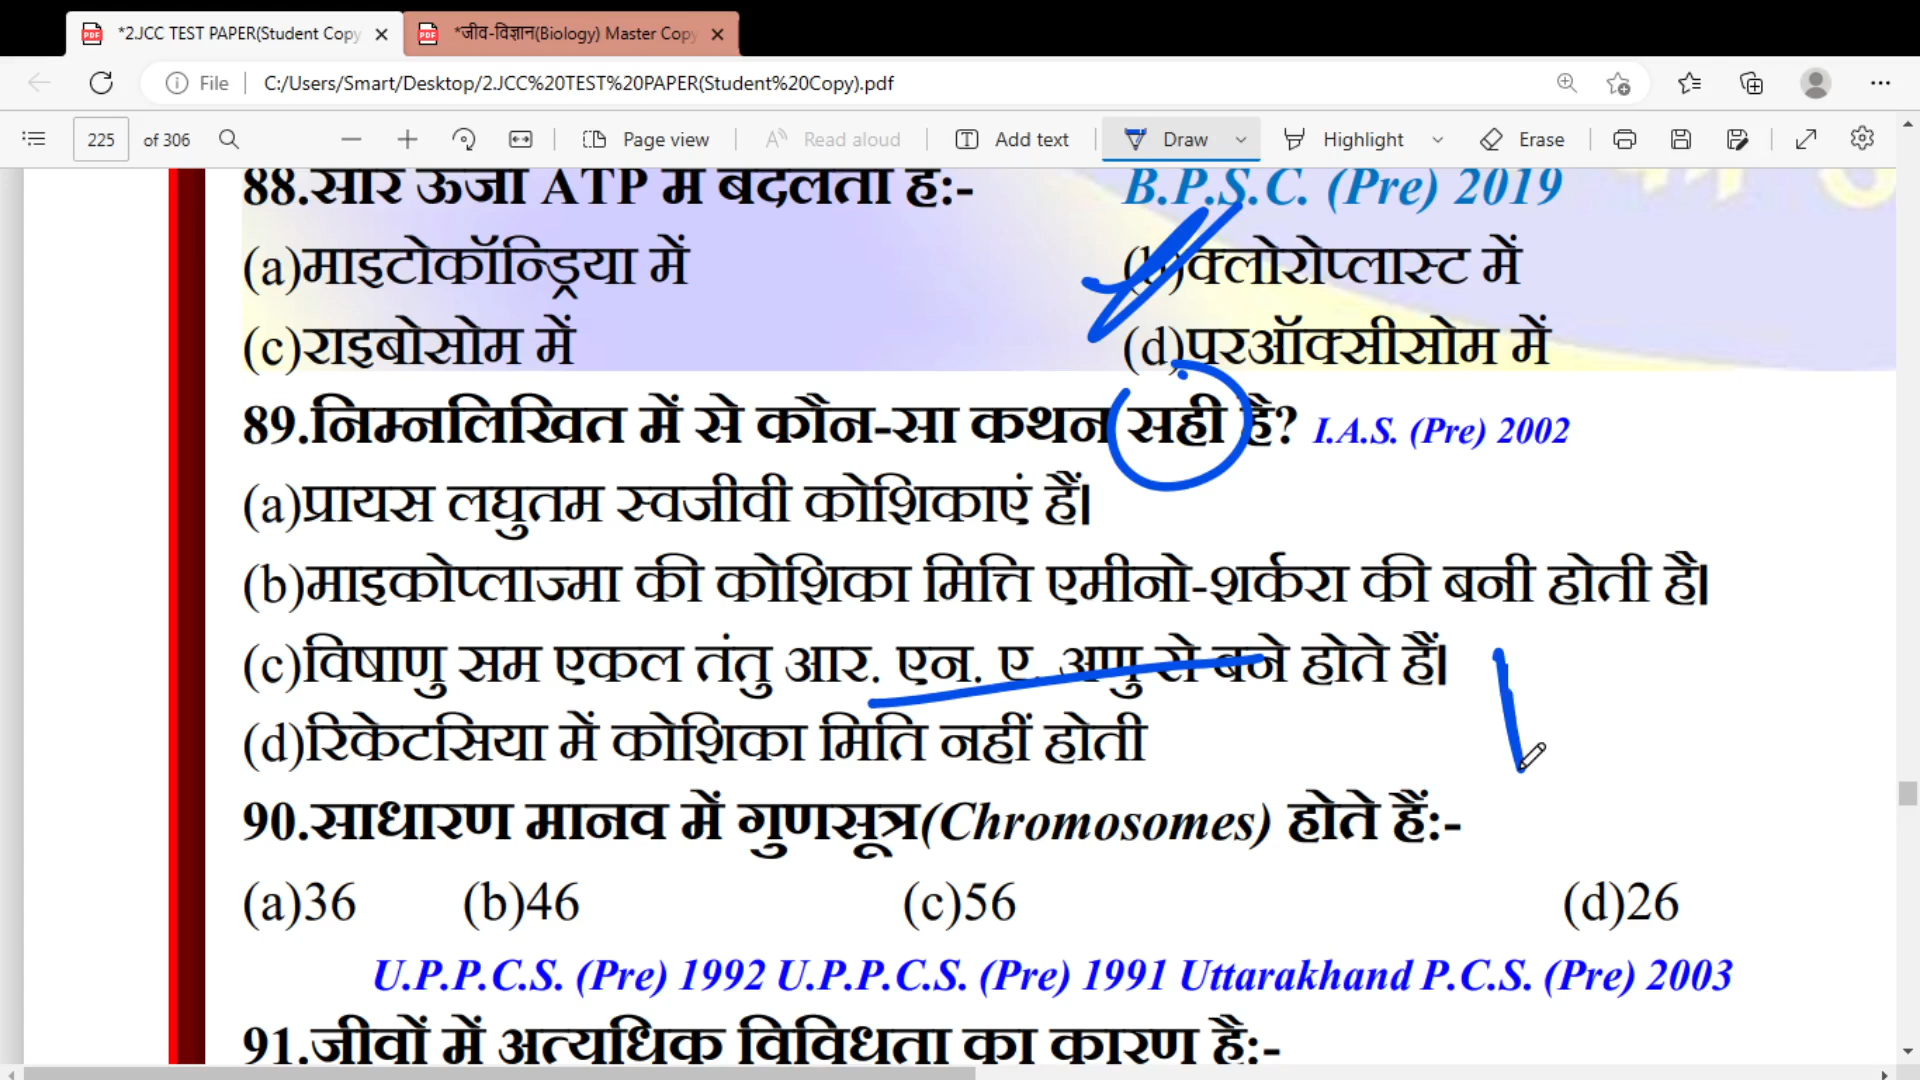 *2.JCC TEST PAPER(Student Copy
*जीव-विज्ञान(Biology) Master Copy
File
C:/Users/Smart/Desktop/2.JCC%20TEST%20PAPER(Student%20Copy).pdf
225 of 306
Page view
Read aloud
Add text
Draw
Highlight
Erase
88.सौर ऊर्जा ATP में बदलती है:- B.P.S.C. (Pre) 2019
(a)माइटोकॉन्ड्रिया में (b)क्लोरोप्लास्ट में
(c)राइबोसोम में (d)परऑक्सीसोम में
89.निम्नलिखित में से कौन-सा कथन सही है? I.A.S. (Pre) 2002
(a)प्रायस लघुतम स्वजीवी कोशिकाएं हैं।
(b)माइकोप्लाज्मा की कोशिका मित्ति एमीनो-शर्करा की बनी होती है।
(c)विषाणु सम एकल तंतु आर. एन. ए. अणु से बने होते हैं।
(d)रिकेटसिया में कोशिका मिति नहीं होती
90.साधारण मानव में गुणसूत्र(Chromosomes) होते हैं:-
(a)36 (b)46 (c)56 (d)26
U.P.P.C.S. (Pre) 1992 U.P.P.C.S. (Pre) 1991 Uttarakhand P.C.S. (Pre) 2003
91.जीवों में अत्यधिक विविधता का कारण है:-